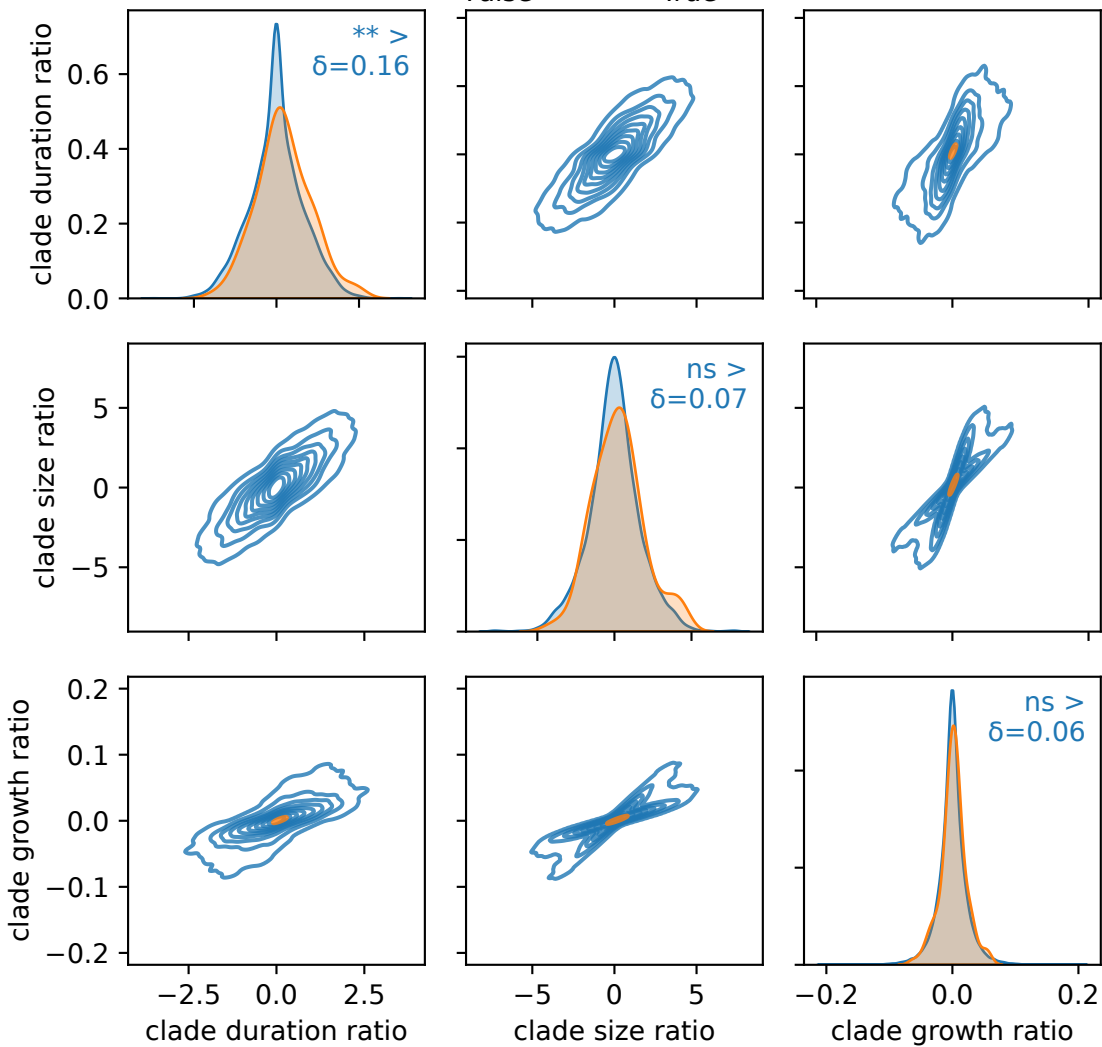 clade duration ratio
0.6
0.4
0.2
0.0
** >
δ=0.16
clade size ratio
5
0
−5
ns >
δ=0.07
clade growth ratio
0.2
0.1
0.0
−0.1
−0.2
ns >
δ=0.06
−2.5 0.0 2.5
−5 0 5
−0.2 0.0 0.2
clade duration ratio
clade size ratio
clade growth ratio